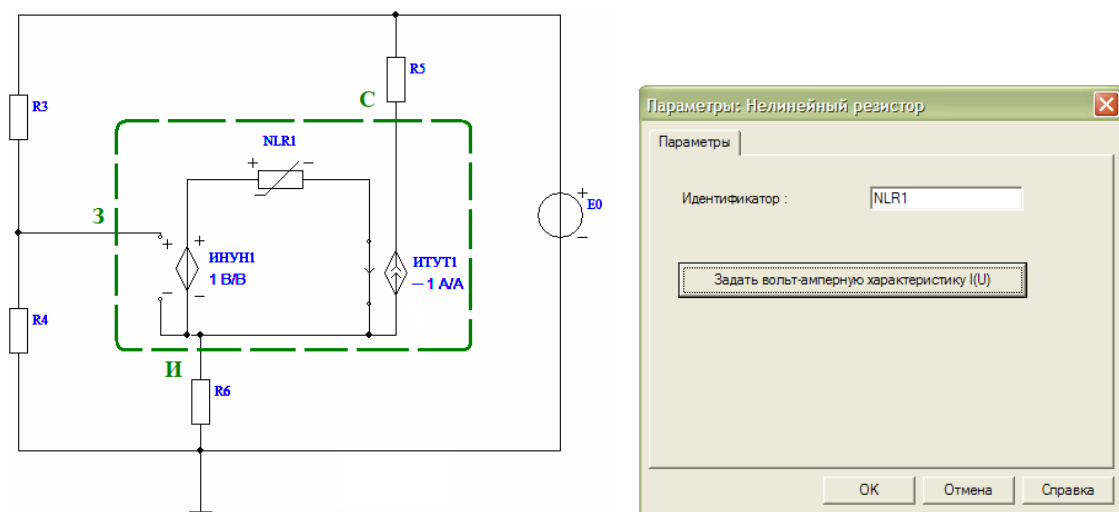 R3
R4
З
С
И
R5
NLR1
+ −
+
−
ИНУН1
1 В/В
+
−
ИТУТ1
−1 А/А
R6
+
E0
−
Параметры: Нелинейный резистор
Параметры
Идентификатор :
NLR1
Задать вольт-амперную характеристику I(U)
OK Отмена Справка